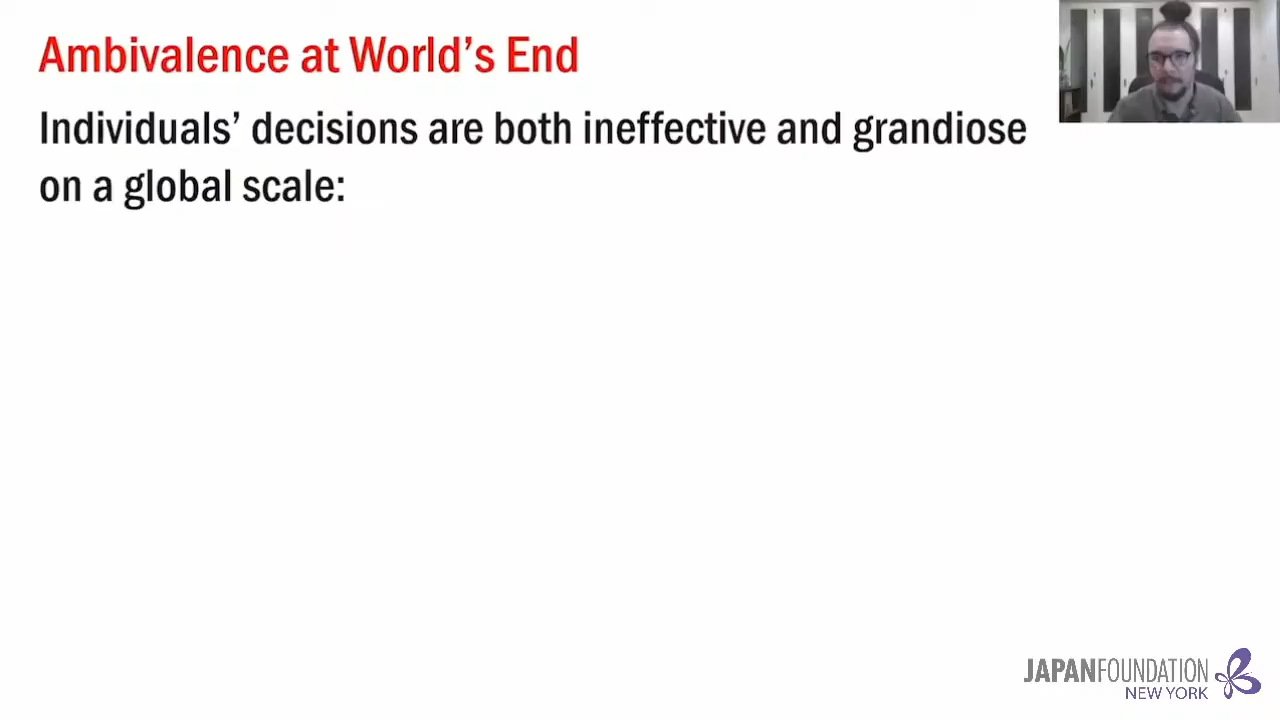 Ambivalence at World’s End
Individuals’ decisions are both ineffective and grandiose
on a global scale:
JAPANFOUNDATION
NEW YORK